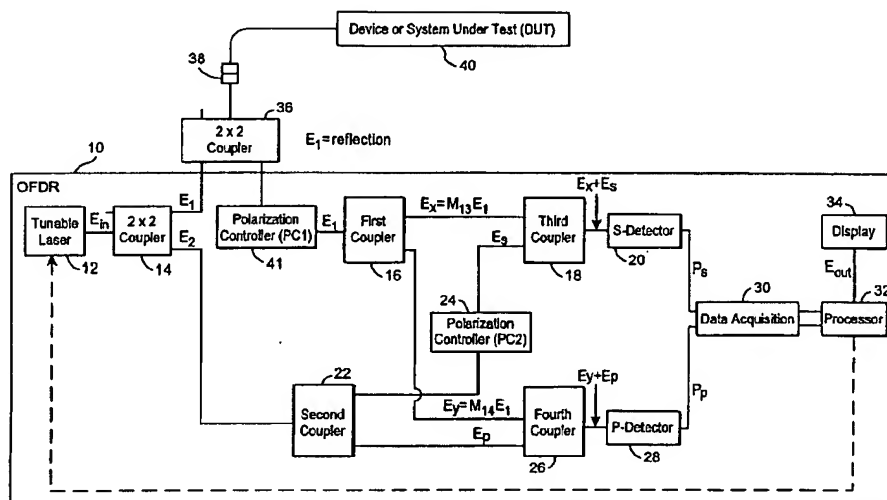 Device or System Under Test (DUT)
38
40
36
2 x 2
Coupler
E1=reflection
10
OFDR
Tunable
Laser
12
Ein
2 x 2
Coupler
14
E1
E2
Polarization
Controller (PC1)
41
E1
First
Coupler
16
Ex=M13E1
Es
Third
Coupler
18
Ex+Es
S-Detector
20
Ps
34
Display
Eout
30
Data Acquisition
32
Processor
24
Polarization
Controller (PC2)
22
Second
Coupler
Ey=M14E1
Ep
Fourth
Coupler
26
Ey+Ep
P-Detector
28
Pp